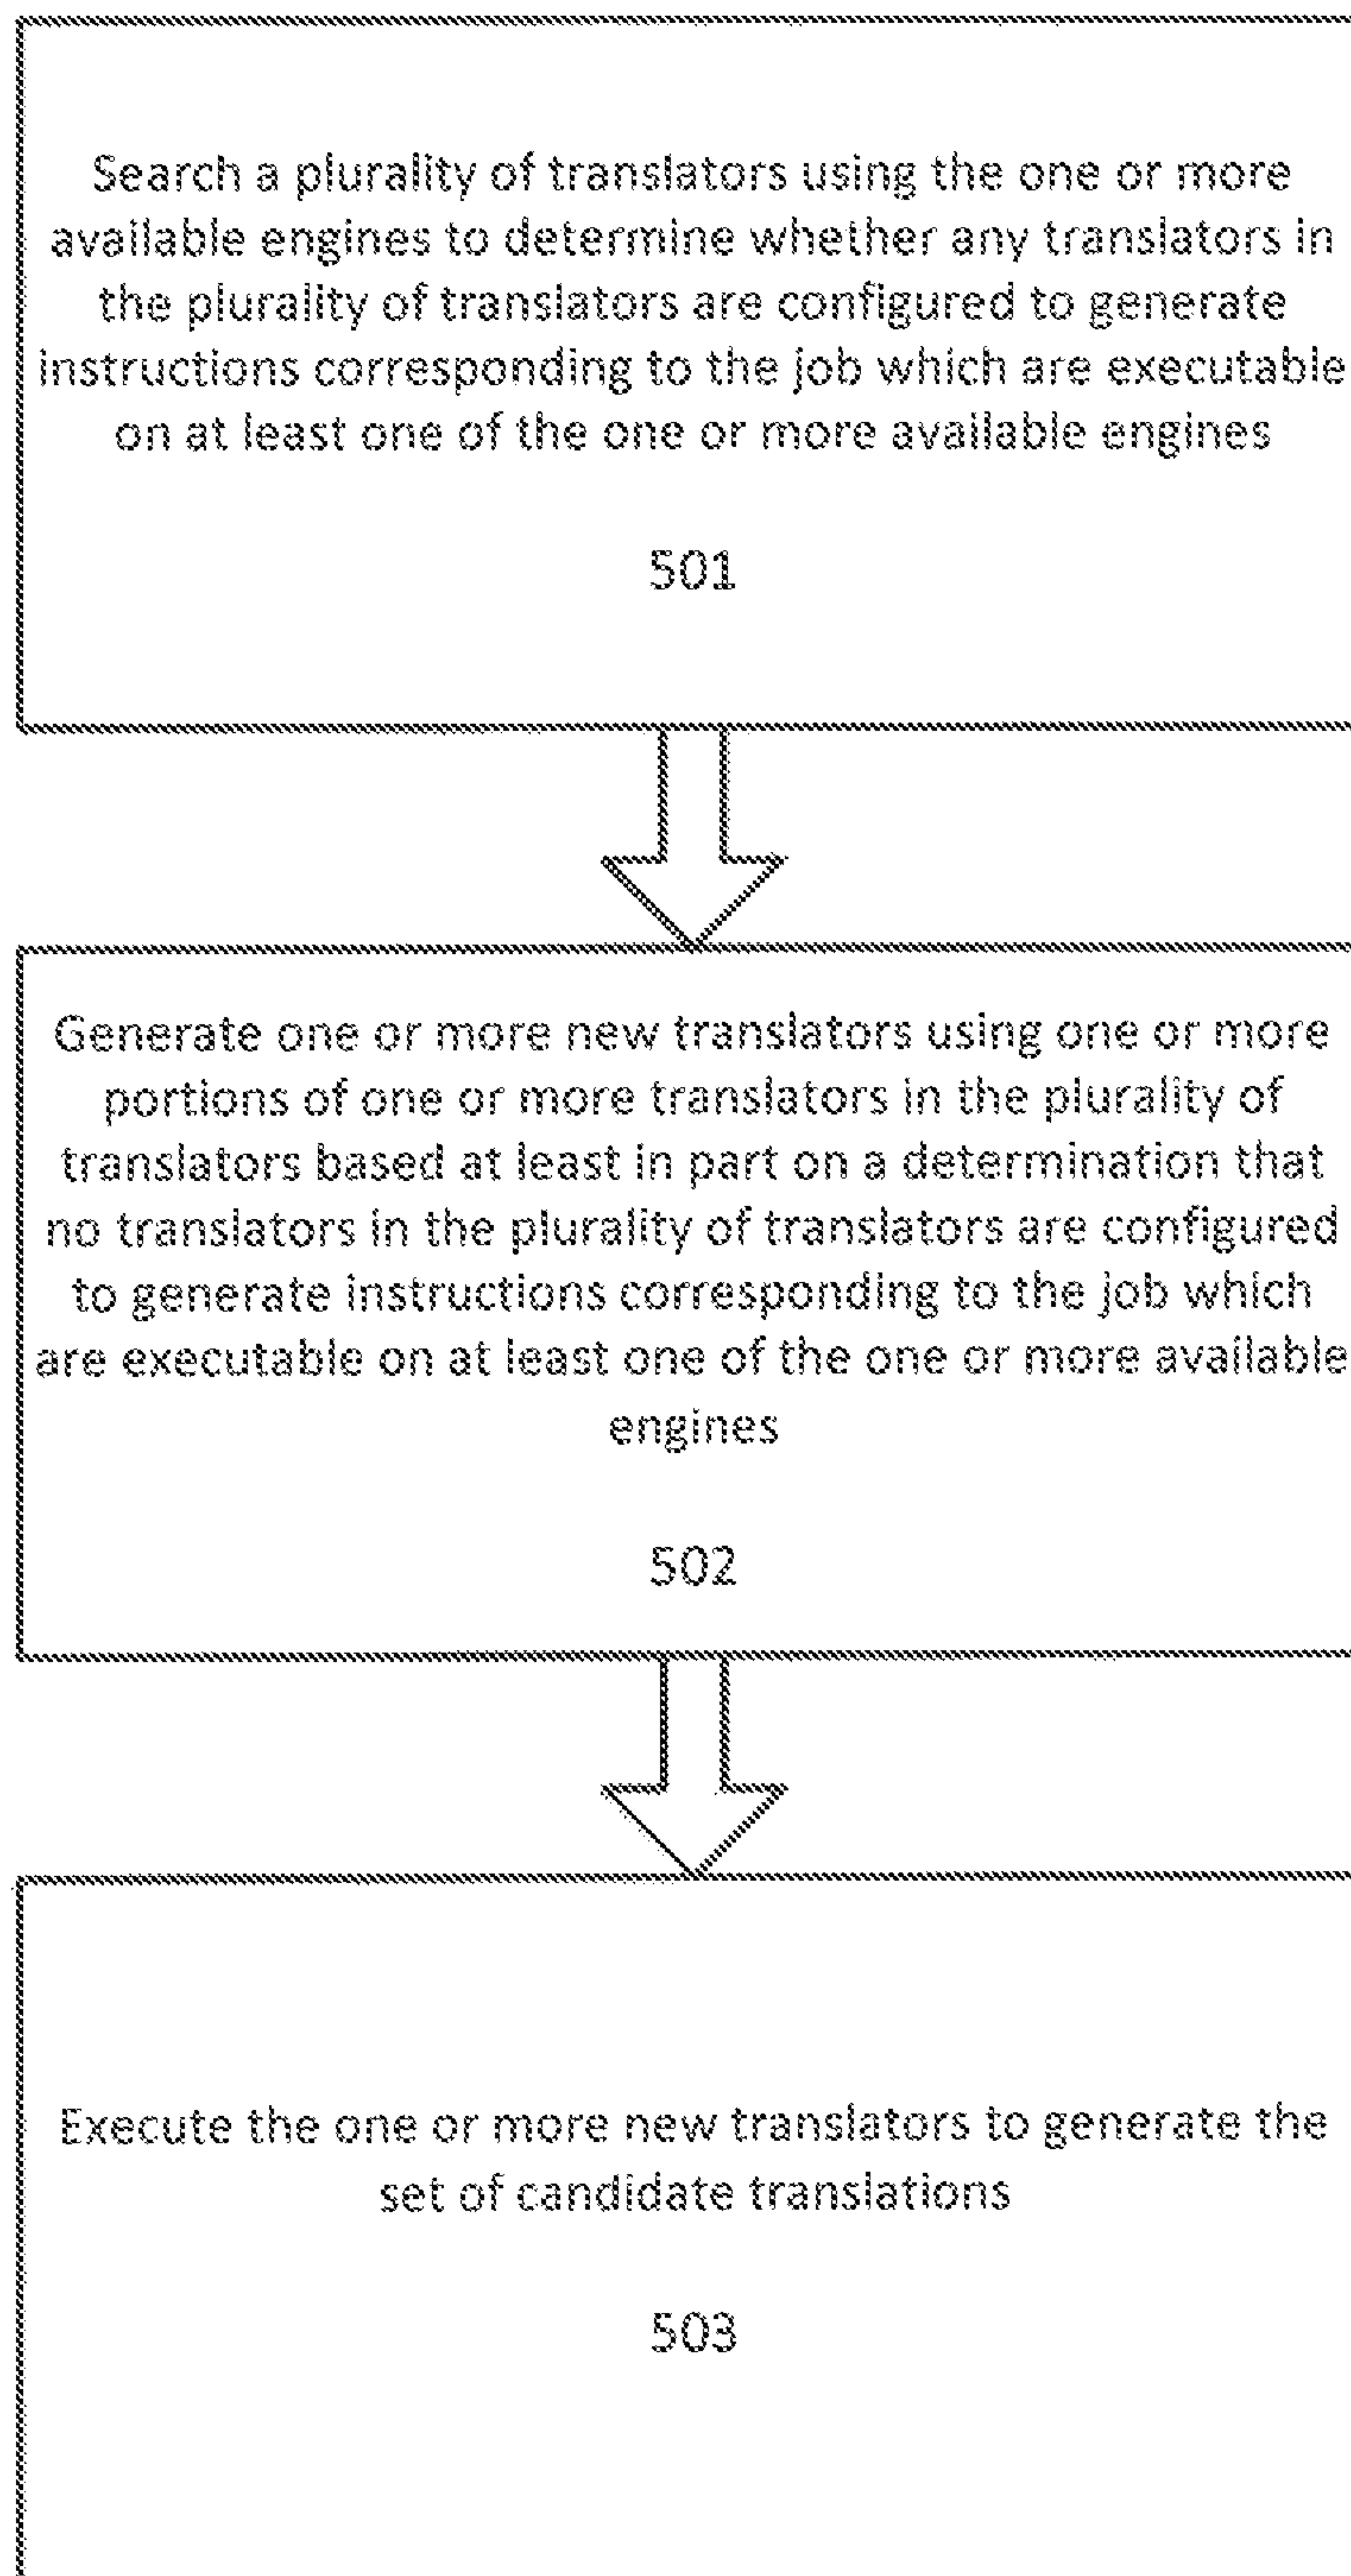 Search a plurality of translators using the one or more
available engines to determine whether any translators in
the plurality of translators are configured to generate
instructions corresponding to the job which are executable
on at least one of the one or more available engines
501
Generate one or more new translators using one or more
portions of one or more translators in the plurality of
translators based at least in part on a determination that
no translators in the plurality of translators are configured
to generate instructions corresponding to the job which
are executable on at least one of the one or more available
engines
502
Execute the one or more new translators to generate the
set of candidate translations
503